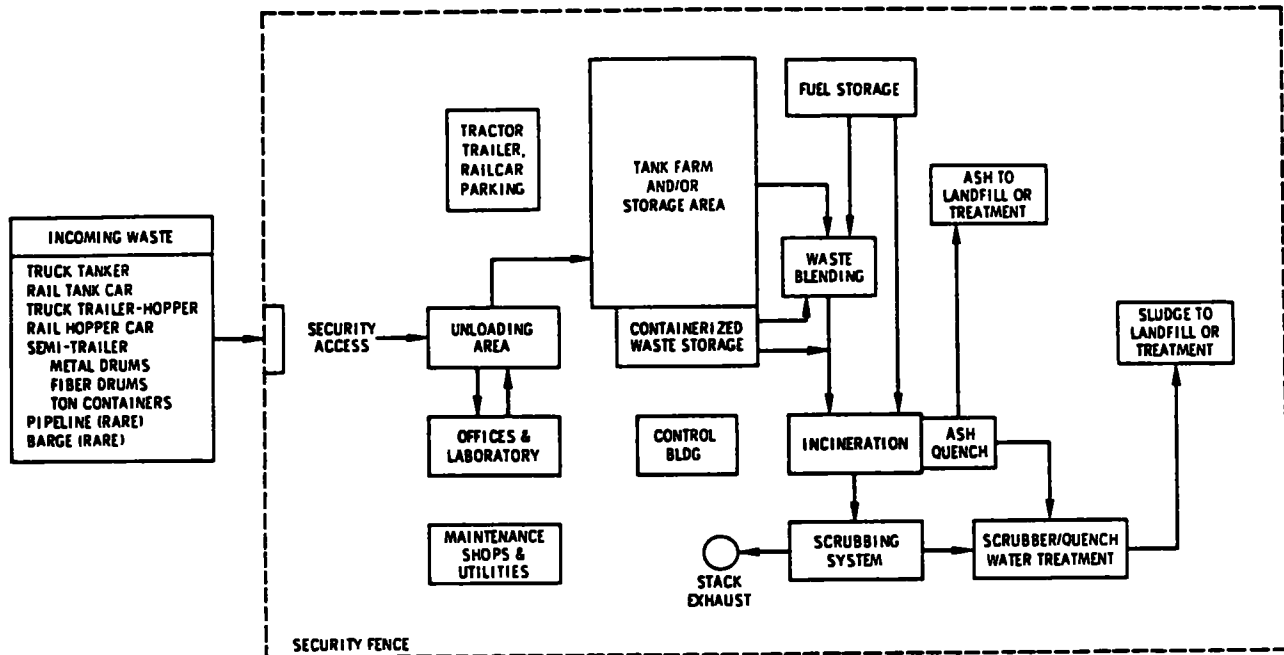 INCOMING WASTE
TRUCK TANKER
RAIL TANK CAR
TRUCK TRAILER-HOPPER
RAIL HOPPER CAR
SEMI-TRAILER
METAL DRUMS
FIBER DRUMS
TON CONTAINERS
PIPELINE (RARE)
BARGE (RARE)
SECURITY
ACCESS
TRACTOR
TRAILER,
RAILCAR
PARKING
UNLOADING
AREA
OFFICES &
LABORATORY
MAINTENANCE
SHOPS &
UTILITIES
TANK FARM
AND/OR
STORAGE AREA
CONTAINERIZED
WASTE STORAGE
CONTROL
BLDG
FUEL STORAGE
WASTE
BLENDING
INCINERATION
ASH
QUENCH
ASH TO
LANDFILL OR
TREATMENT
SLUDGE TO
LANDFILL OR
TREATMENT
SCRUBBING
SYSTEM
SCRUBBER/QUENCH
WATER TREATMENT
STACK
EXHAUST
SECURITY FENCE